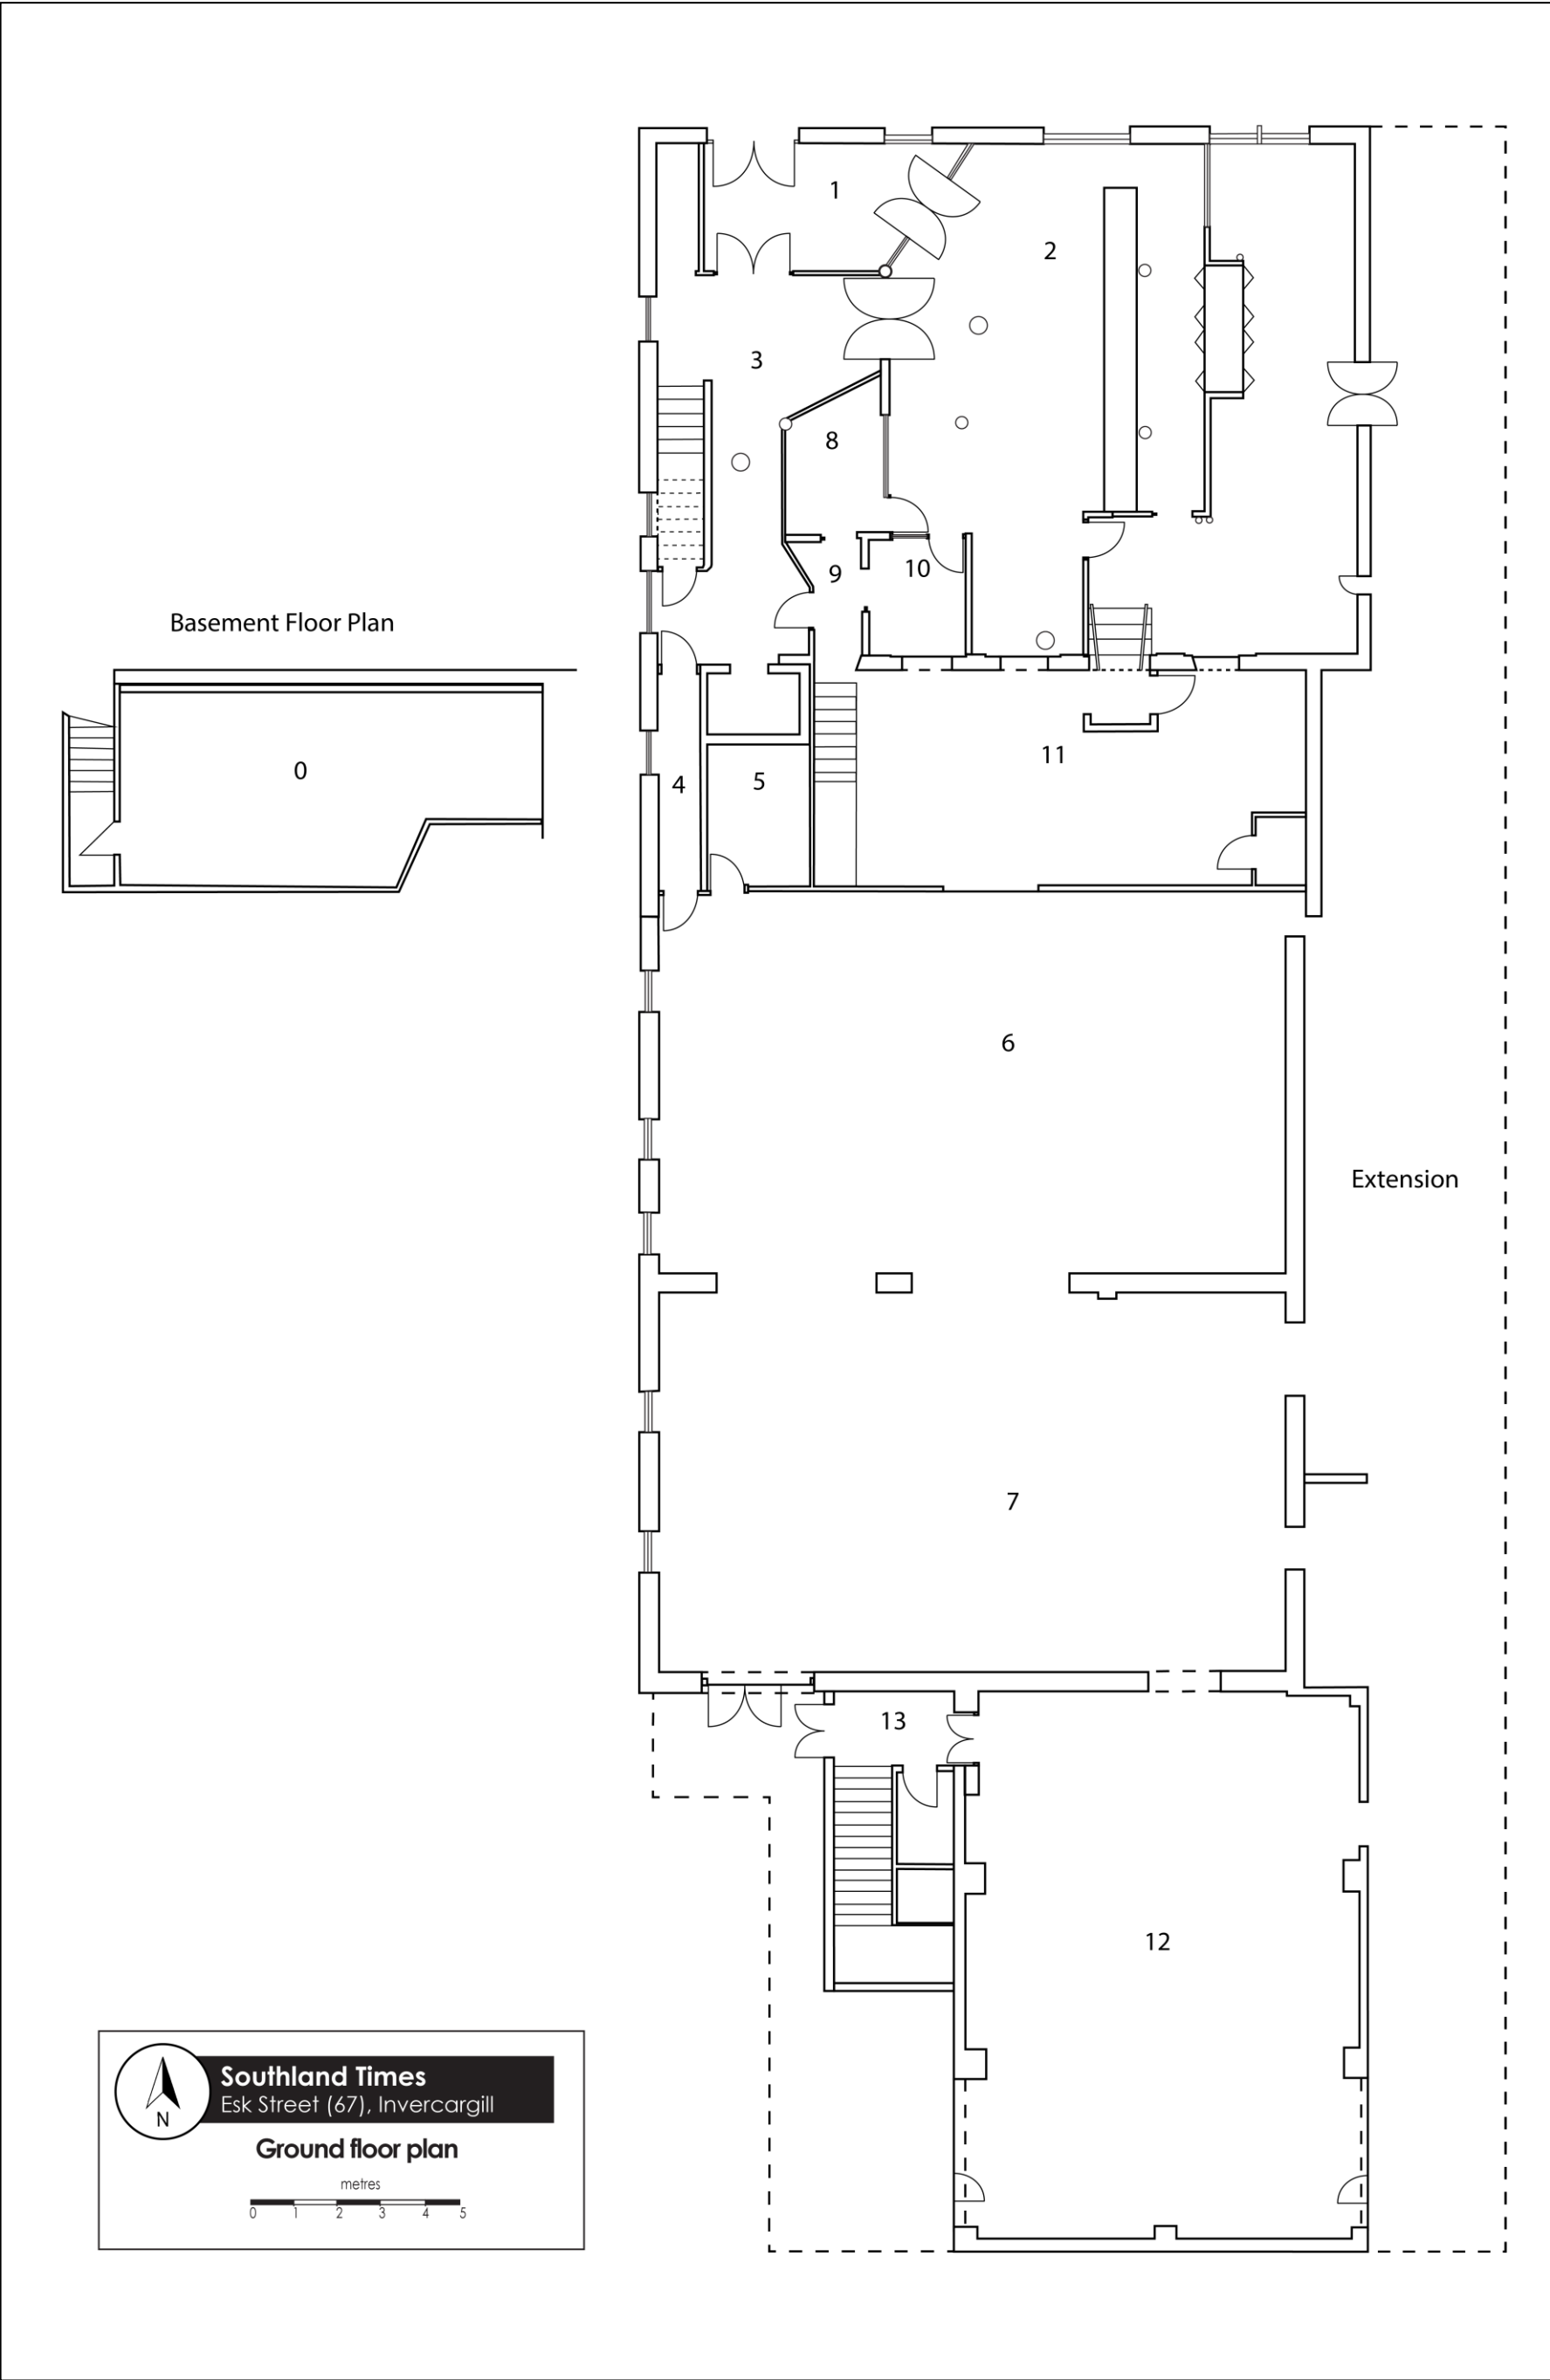 1
2
3
8
9
10
Basement Floor Plan
0
4
5
11
6
Extension
7
13
12
N
Southland Times
Esk Street (67), Invercargill
Ground floor plan
metres
0 1 2 3 4 5